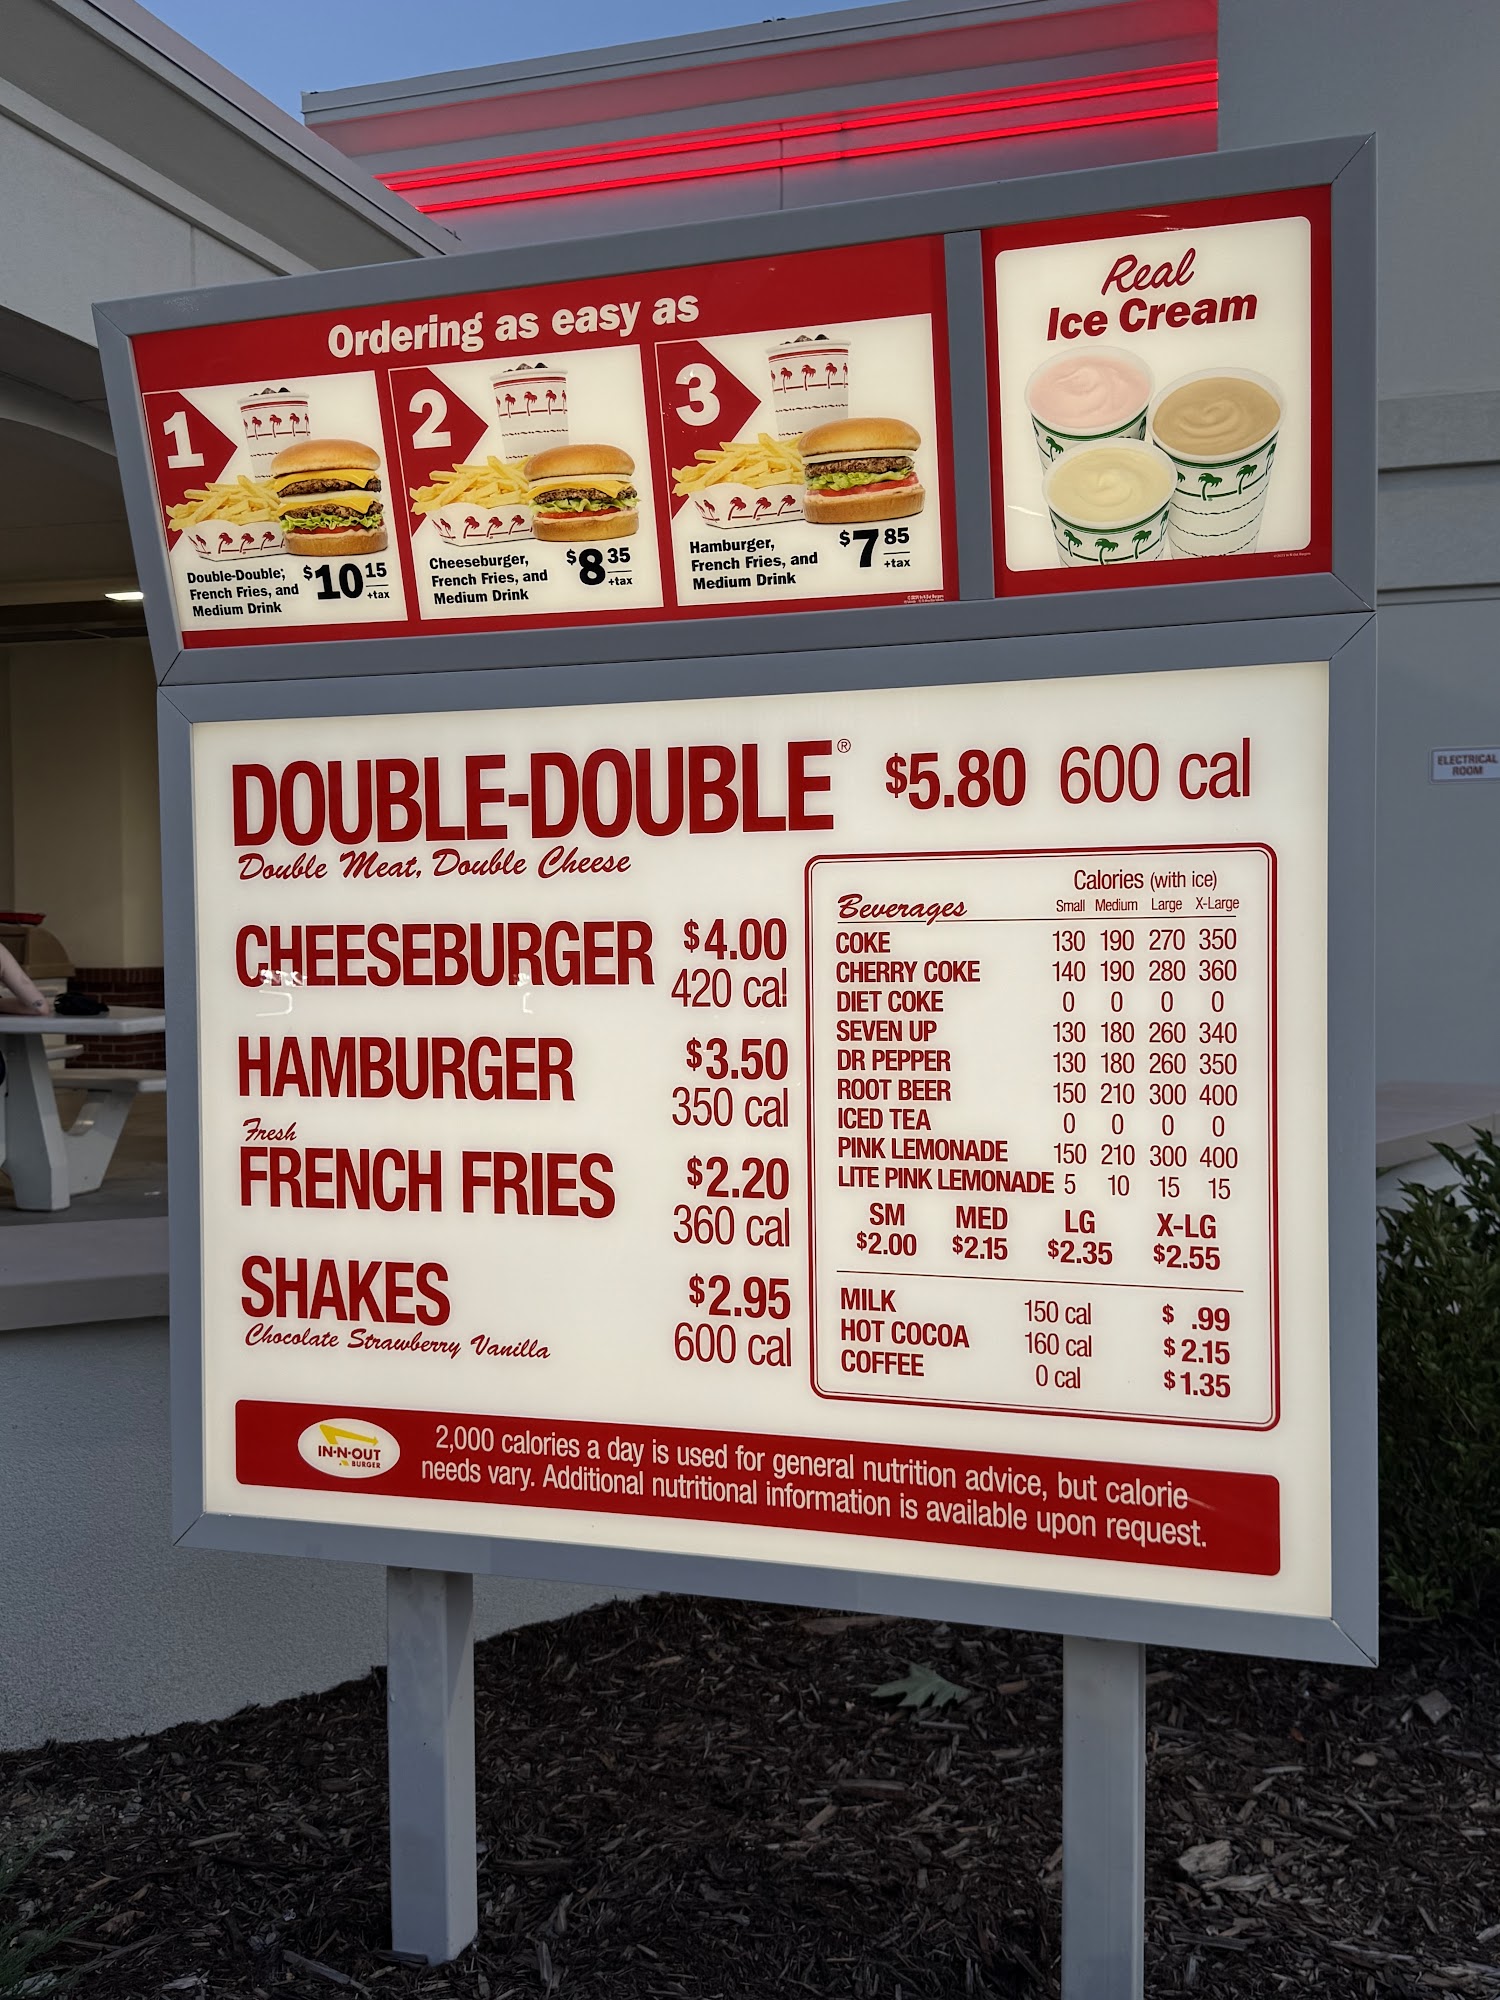 Ordering as easy as
1
Double-Double,
French Fries, and
Medium Drink
$10 15
+tax
2
Cheeseburger,
French Fries, and
Medium Drink
$8 35
+tax
3
Hamburger,
French Fries, and
Medium Drink
$7 85
+tax
Real
Ice Cream
DOUBLE-DOUBLE® $5.80 600 cal
Double Meat, Double Cheese
CHEESEBURGER $4.00
420 cal
HAMBURGER $3.50
350 cal
Fresh
FRENCH FRIES $2.20
360 cal
SHAKES $2.95
Chocolate Strawberry Vanilla 600 cal
Calories (with ice)
Beverages Small Medium Large X-Large
COKE 130 190 270 350
CHERRY COKE 140 190 280 360
DIET COKE 0 0 0 0
SEVEN UP 130 180 260 340
DR PEPPER 130 180 260 350
ROOT BEER 150 210 300 400
ICED TEA 0 0 0 0
PINK LEMONADE 150 210 300 400
LITE PINK LEMONADE 5 10 15 15
SM MED LG X-LG
$2.00 $2.15 $2.35 $2.55
MILK 150 cal $ .99
HOT COCOA 160 cal $2.15
COFFEE 0 cal $1.35
IN-N-OUT
BURGER
2,000 calories a day is used for general nutrition advice, but calorie
needs vary. Additional nutritional information is available upon request.
ELECTRICAL
ROOM